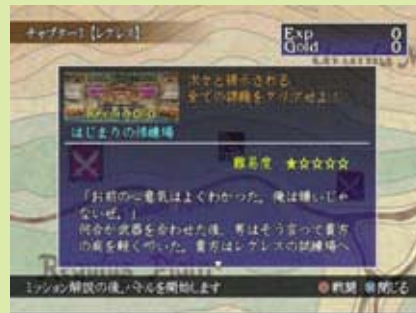 チャプター1【レグレス】
Exp 0
Gold 0
次々と提示される
全ての課題をクリアせよ!
はじまりの修練場
難易度 ★☆☆☆☆
「お前の心意気はよくわかった。俺は嫌いじゃ
ないぜ。」
何合か武器を合わせた後、男はそう言って貴方
の肩を軽く叩いた。貴方はレグレスの試練場へ
ミッション解説の後、バトルを開始します
戦闘 閉じる